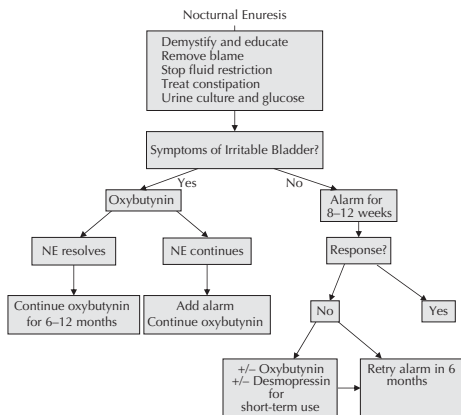 Nocturnal Enuresis
Demystify and educate
Remove blame
Stop fluid restriction
Treat constipation
Urine culture and glucose
Symptoms of Irritable Bladder?
Yes
No
Oxybutynin
Alarm for
8–12 weeks
NE resolves
NE continues
Response?
Continue oxybutynin
for 6–12 months
Add alarm
Continue oxybutynin
No
Yes
+/– Oxybutynin
+/– Desmopressin
for
short-term use
Retry alarm in 6
months